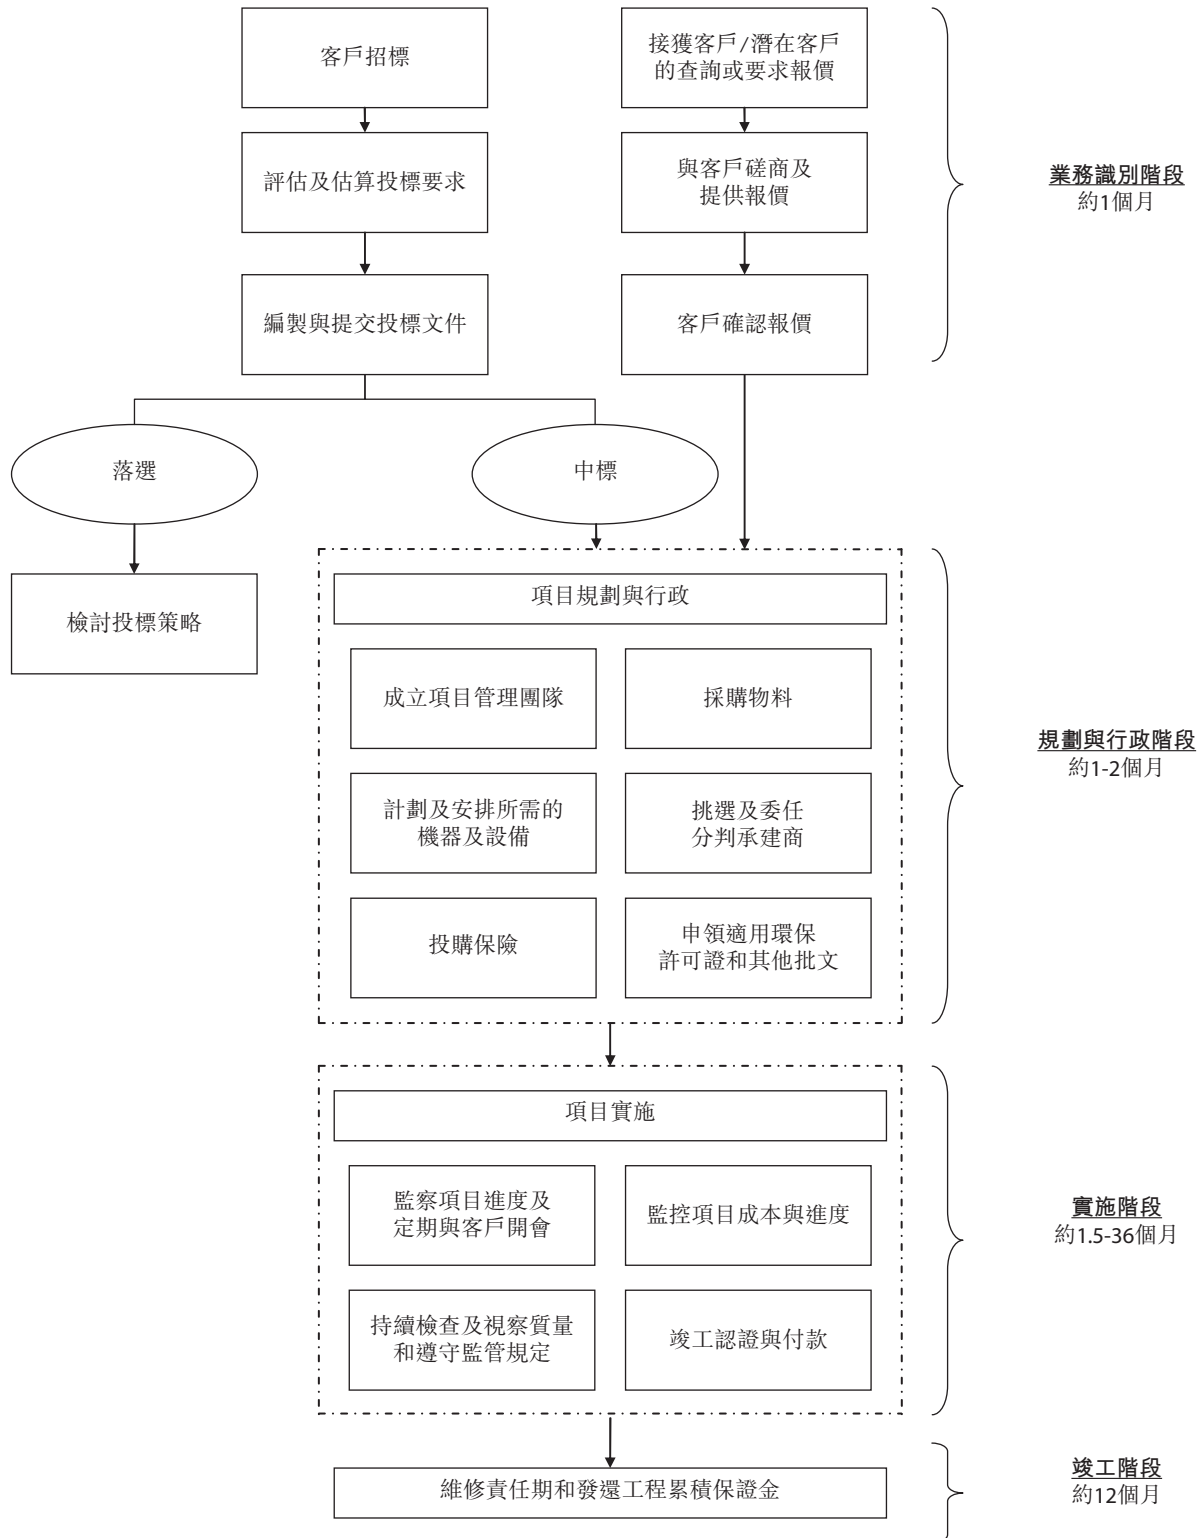 客戶招標
接獲客戶/潛在客戶
的查詢或要求報價
評估及估算投標要求
與客戶磋商及
提供報價
業務識別階段
約1個月
編製與提交投標文件
客戶確認報價
落選
中標
檢討投標策略
項目規劃與行政
成立項目管理團隊
採購物料
規劃與行政階段
約1-2個月
計劃及安排所需的
機器及設備
挑選及委任
分判承建商
投購保險
申領適用環保
許可證和其他批文
項目實施
監察項目進度及
定期與客戶開會
監控項目成本與進度
實施階段
約1.5-36個月
持續檢查及視察質量
和遵守監管規定
竣工認證與付款
維修責任期和發還工程累積保證金
竣工階段
約12個月